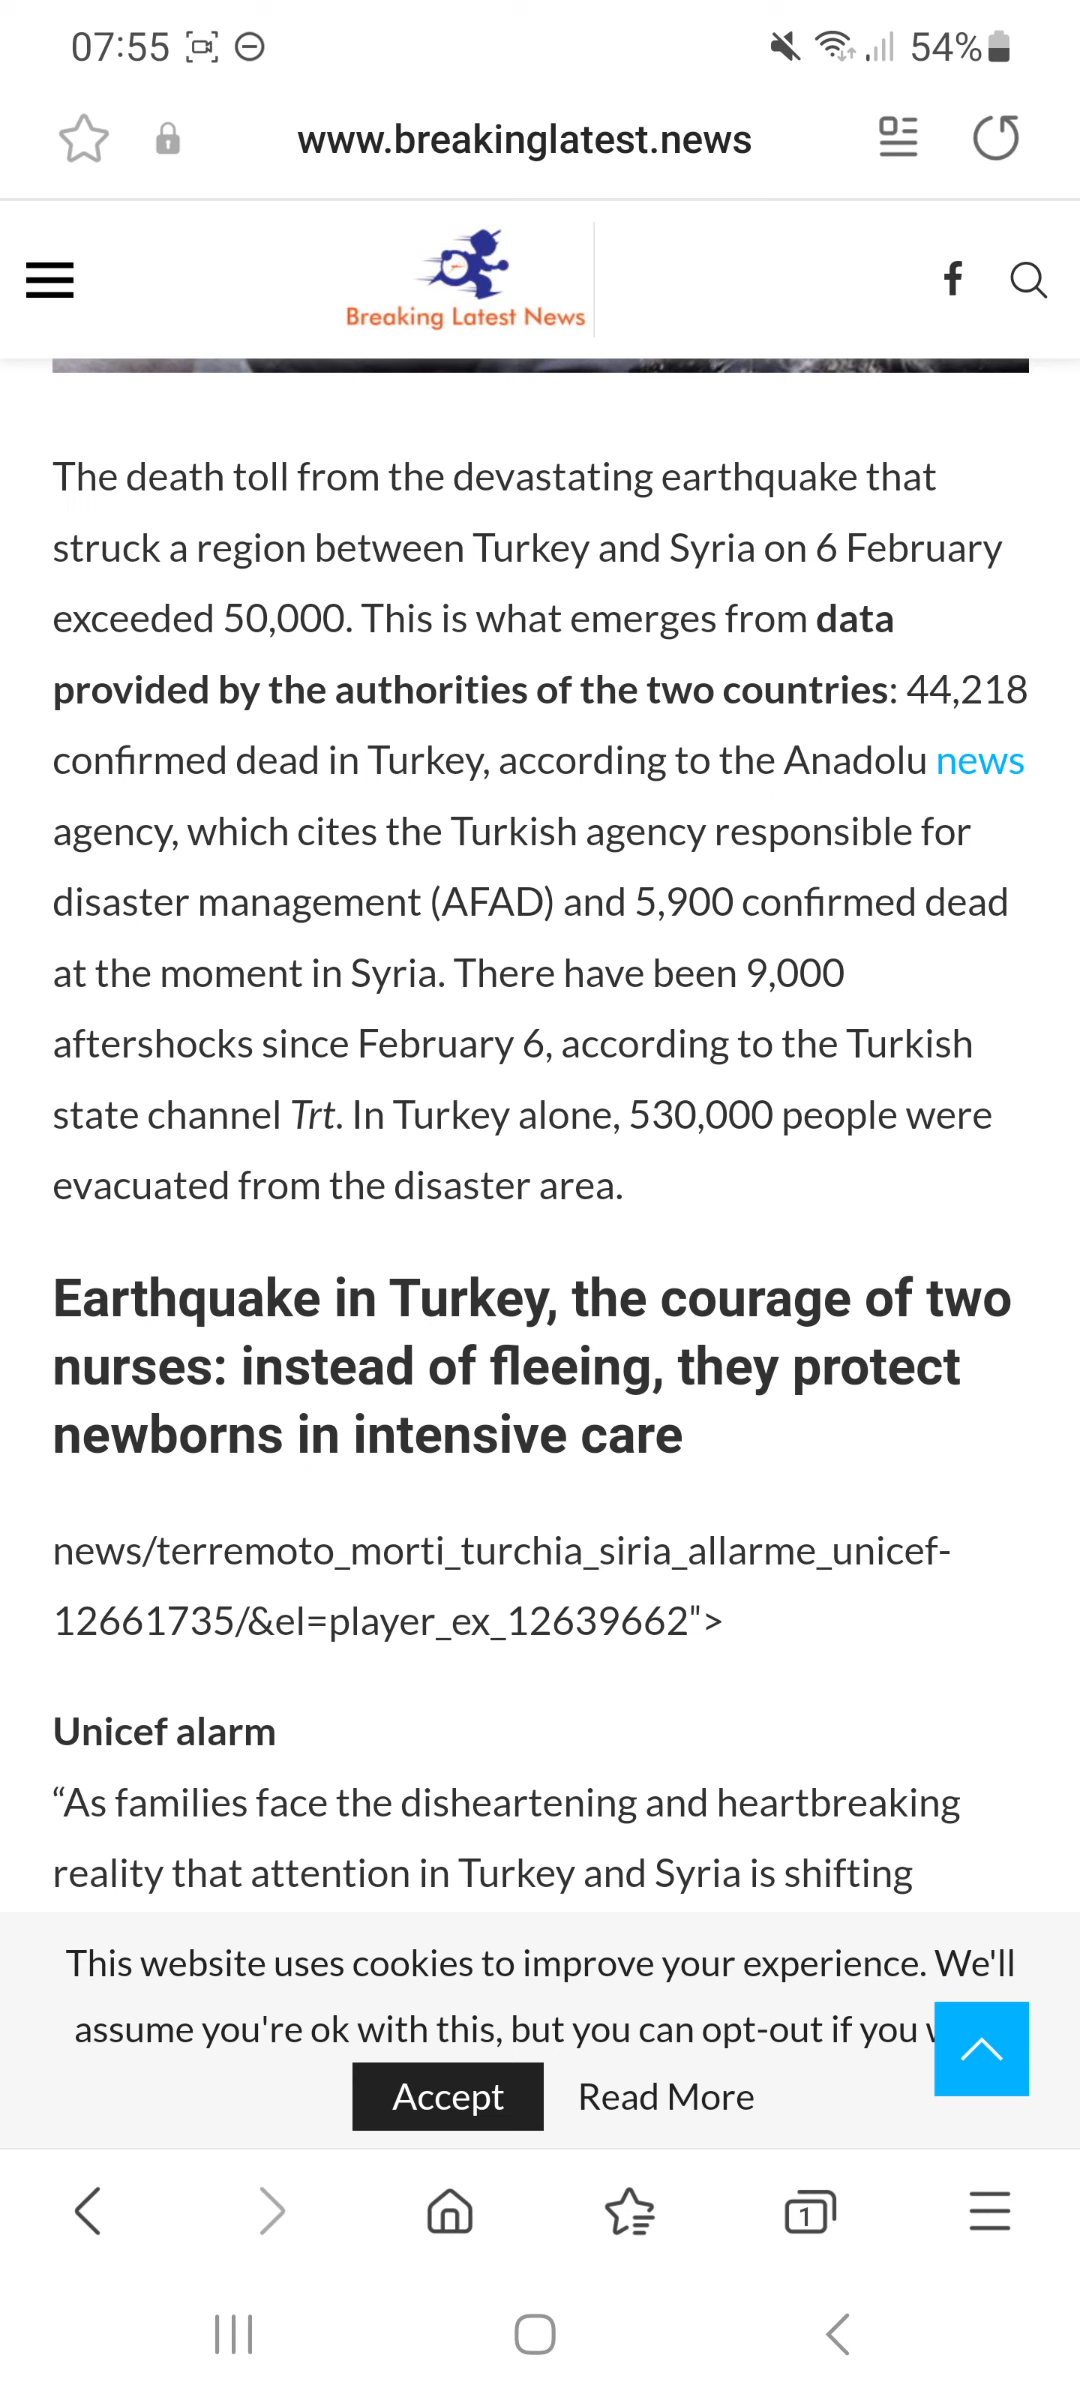 07:55
54%
www.breakinglatest.news
Breaking Latest News
The death toll from the devastating earthquake that
struck a region between Turkey and Syria on 6 February
exceeded 50,000. This is what emerges from data
provided by the authorities of the two countries: 44,218
confirmed dead in Turkey, according to the Anadolu news
agency, which cites the Turkish agency responsible for
disaster management (AFAD) and 5,900 confirmed dead
at the moment in Syria. There have been 9,000
aftershocks since February 6, according to the Turkish
state channel Trt. In Turkey alone, 530,000 people were
evacuated from the disaster area.
Earthquake in Turkey, the courage of two
nurses: instead of fleeing, they protect
newborns in intensive care
news/terremoto_morti_turchia_siria_allarme_unicef-
12661735/&el=player_ex_12639662">
Unicef alarm
“As families face the disheartening and heartbreaking
reality that attention in Turkey and Syria is shifting
This website uses cookies to improve your experience. We'll
assume you're ok with this, but you can opt-out if you
Accept
Read More
1